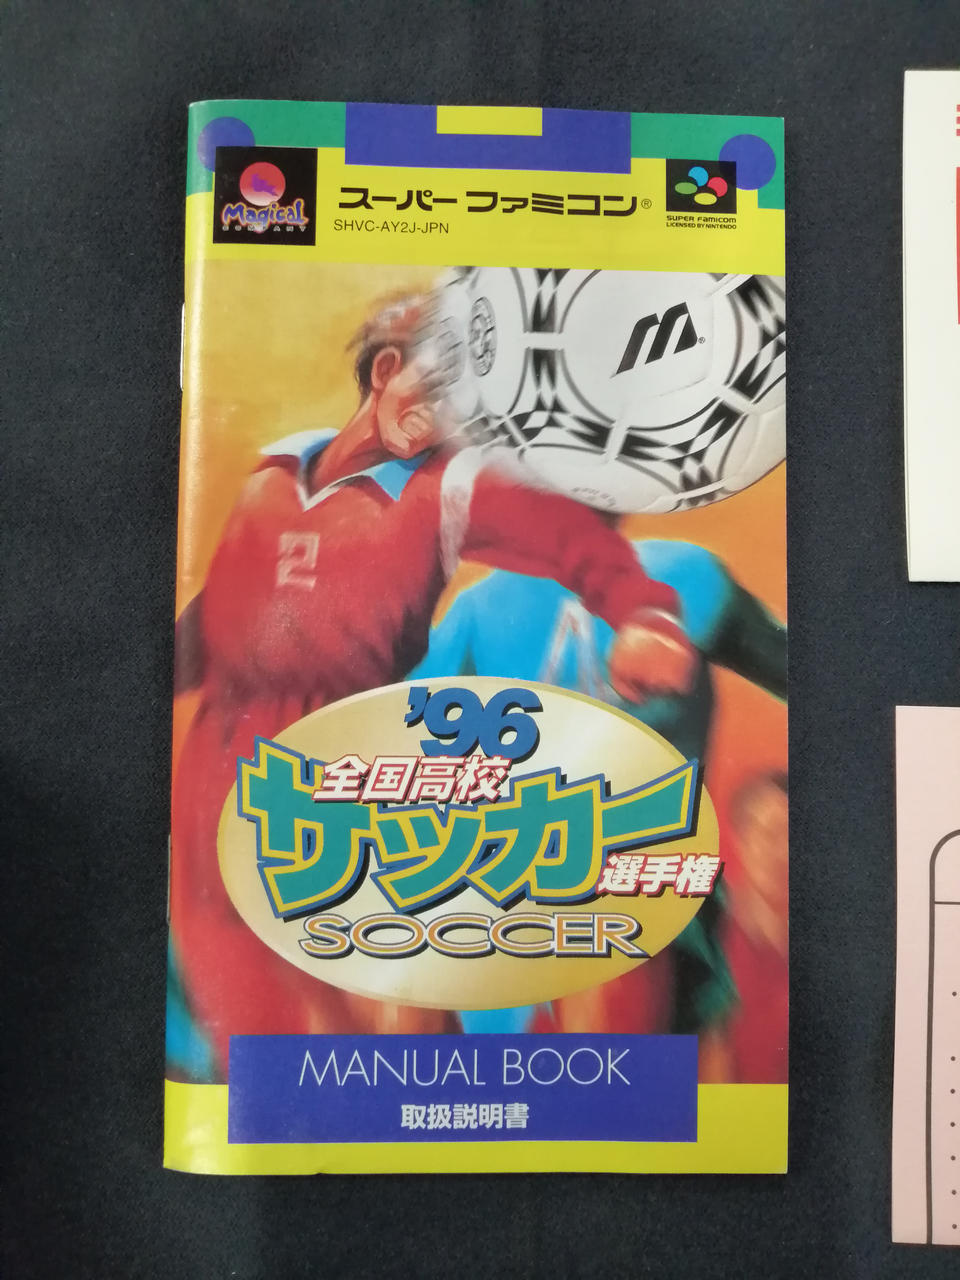 Magical
COMPANY
スーパーファミコン®
SHVC-AY2J-JPN
SUPER FAMICOM
LICENSED BY NINTENDO
M®
2
'96
全国高校
サッカー
選手権
SOCCER
MANUAL BOOK
取扱説明書